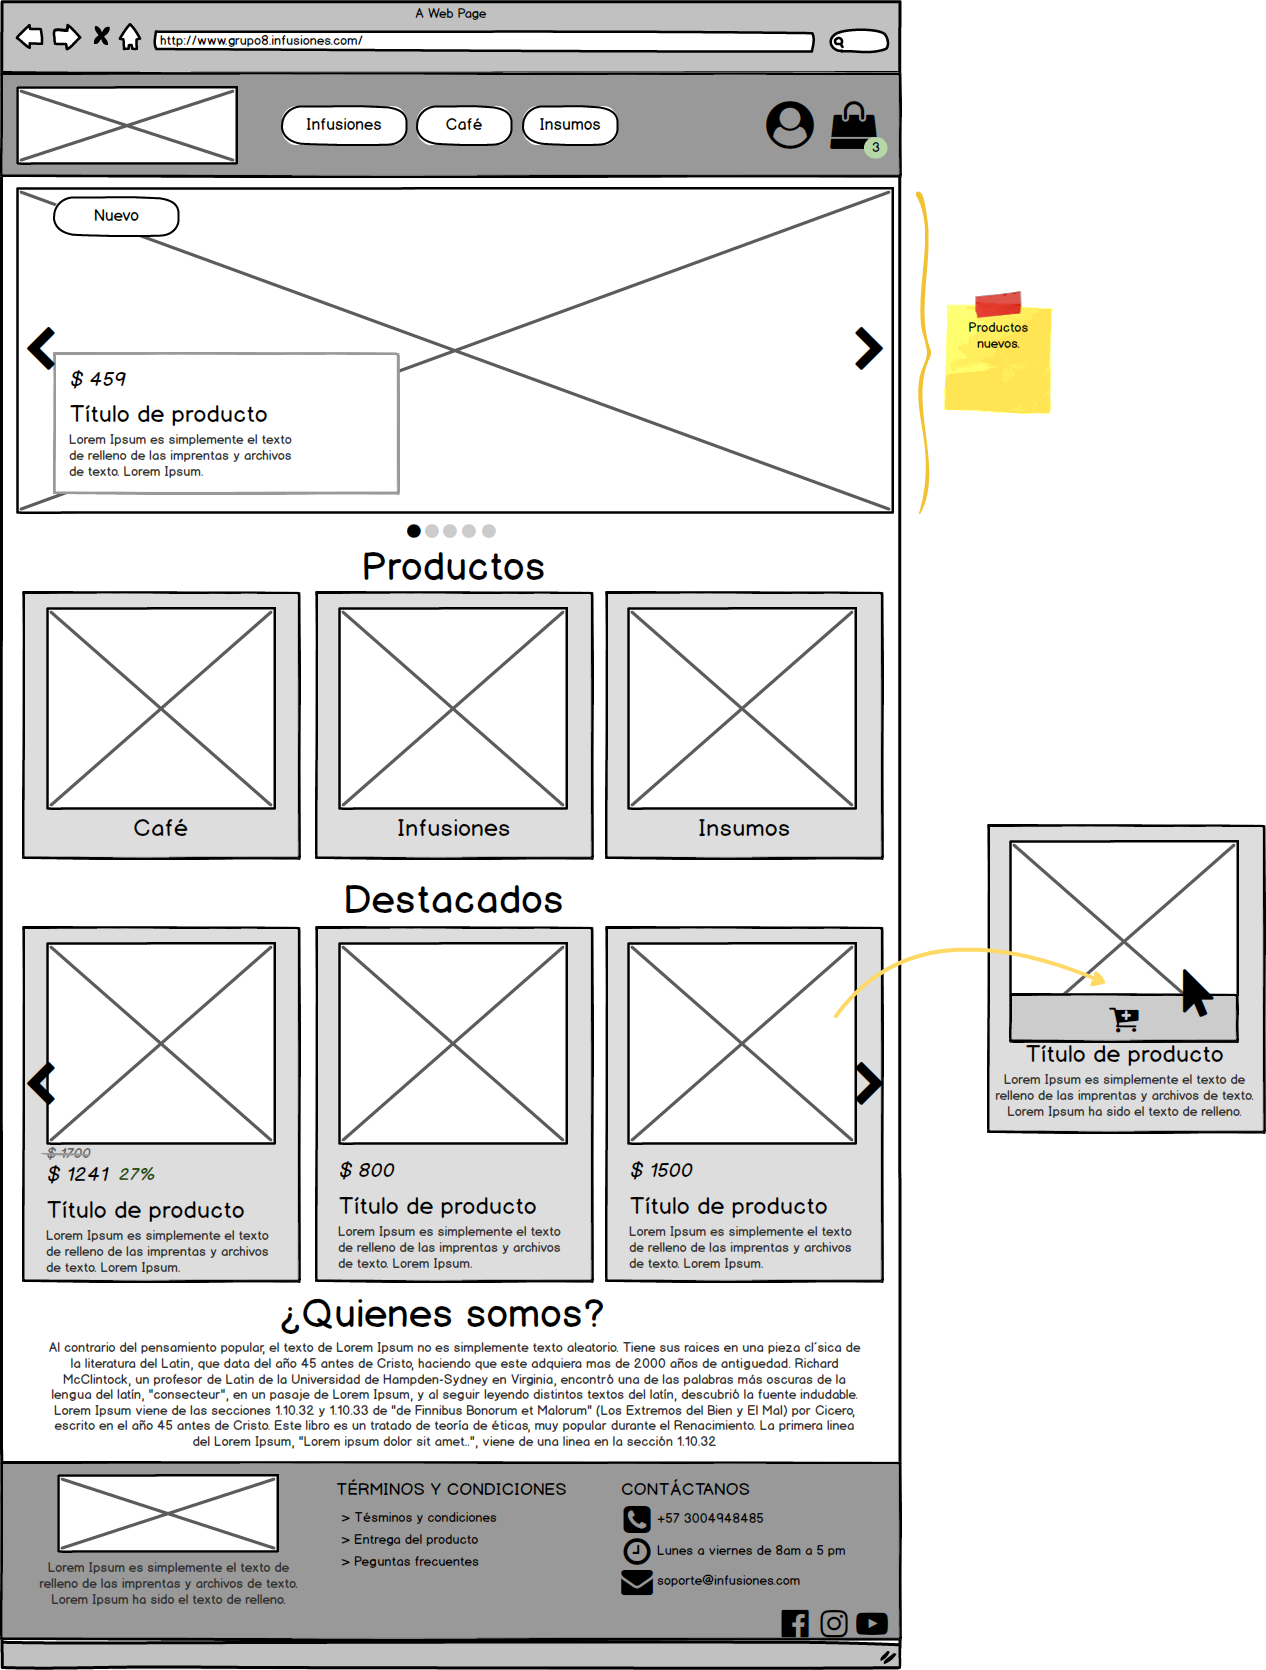 A Web Page
http://www.grupo8.infusiones.com/
Infusiones
Café
Insumos
3
Nuevo
$ 459
Título de producto
Lorem Ipsum es simplemente el texto
de relleno de las imprentas y archivos
de texto. Lorem Ipsum.
Productos
nuevos.
Productos
Café
Infusiones
Insumos
Destacados
$ 1700
$ 1241 27%
Título de producto
Lorem Ipsum es simplemente el texto
de relleno de las imprentas y archivos
de texto. Lorem Ipsum.
$ 800
Título de producto
Lorem Ipsum es simplemente el texto
de relleno de las imprentas y archivos
de texto. Lorem Ipsum.
$ 1500
Título de producto
Lorem Ipsum es simplemente el texto
de relleno de las imprentas y archivos
de texto. Lorem Ipsum.
Título de producto
Lorem Ipsum es simplemente el texto de
relleno de las imprentas y archivos de texto.
Lorem Ipsum ha sido el texto de relleno.
¿Quienes somos?
Al contrario del pensamiento popular, el texto de Lorem Ipsum no es simplemente texto aleatorio. Tiene sus raices en una pieza cl´sica de
la literatura del Latin, que data del año 45 antes de Cristo, haciendo que este adquiera mas de 2000 años de antiguedad. Richard
McClintock, un profesor de Latin de la Universidad de Hampden-Sydney en Virginia, encontró una de las palabras más oscuras de la
lengua del latín, "consecteur", en un pasaje de Lorem Ipsum, y al seguir leyendo distintos textos del latín, descubrió la fuente indudable.
Lorem Ipsum viene de las secciones 1.10.32 y 1.10.33 de "de Finnibus Bonorum et Malorum" (Los Extremos del Bien y El Mal) por Cicero,
escrito en el año 45 antes de Cristo. Este libro es un tratado de teoría de éticas, muy popular durante el Renacimiento. La primera linea
del Lorem Ipsum, "Lorem ipsum dolor sit amet..", viene de una linea en la sección 1.10.32
Lorem Ipsum es simplemente el texto de
relleno de las imprentas y archivos de texto.
Lorem Ipsum ha sido el texto de relleno.
TÉRMINOS Y CONDICIONES
> Tésminos y condiciones
> Entrega del producto
> Peguntas frecuentes
CONTÁCTANOS
+57 3004948485
Lunes a viernes de 8am a 5 pm
soporte@infusiones.com